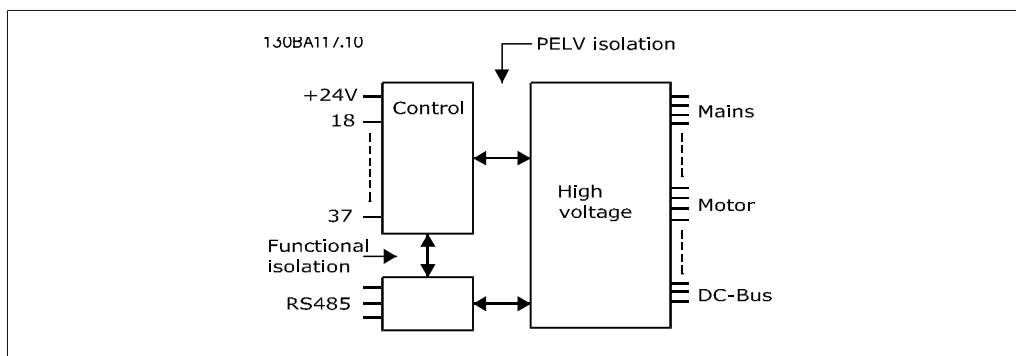 130BA117.10
PELV isolation
+24V
Control
18
Mains
High
voltage
37
Motor
Functional
isolation
RS485
DC-Bus